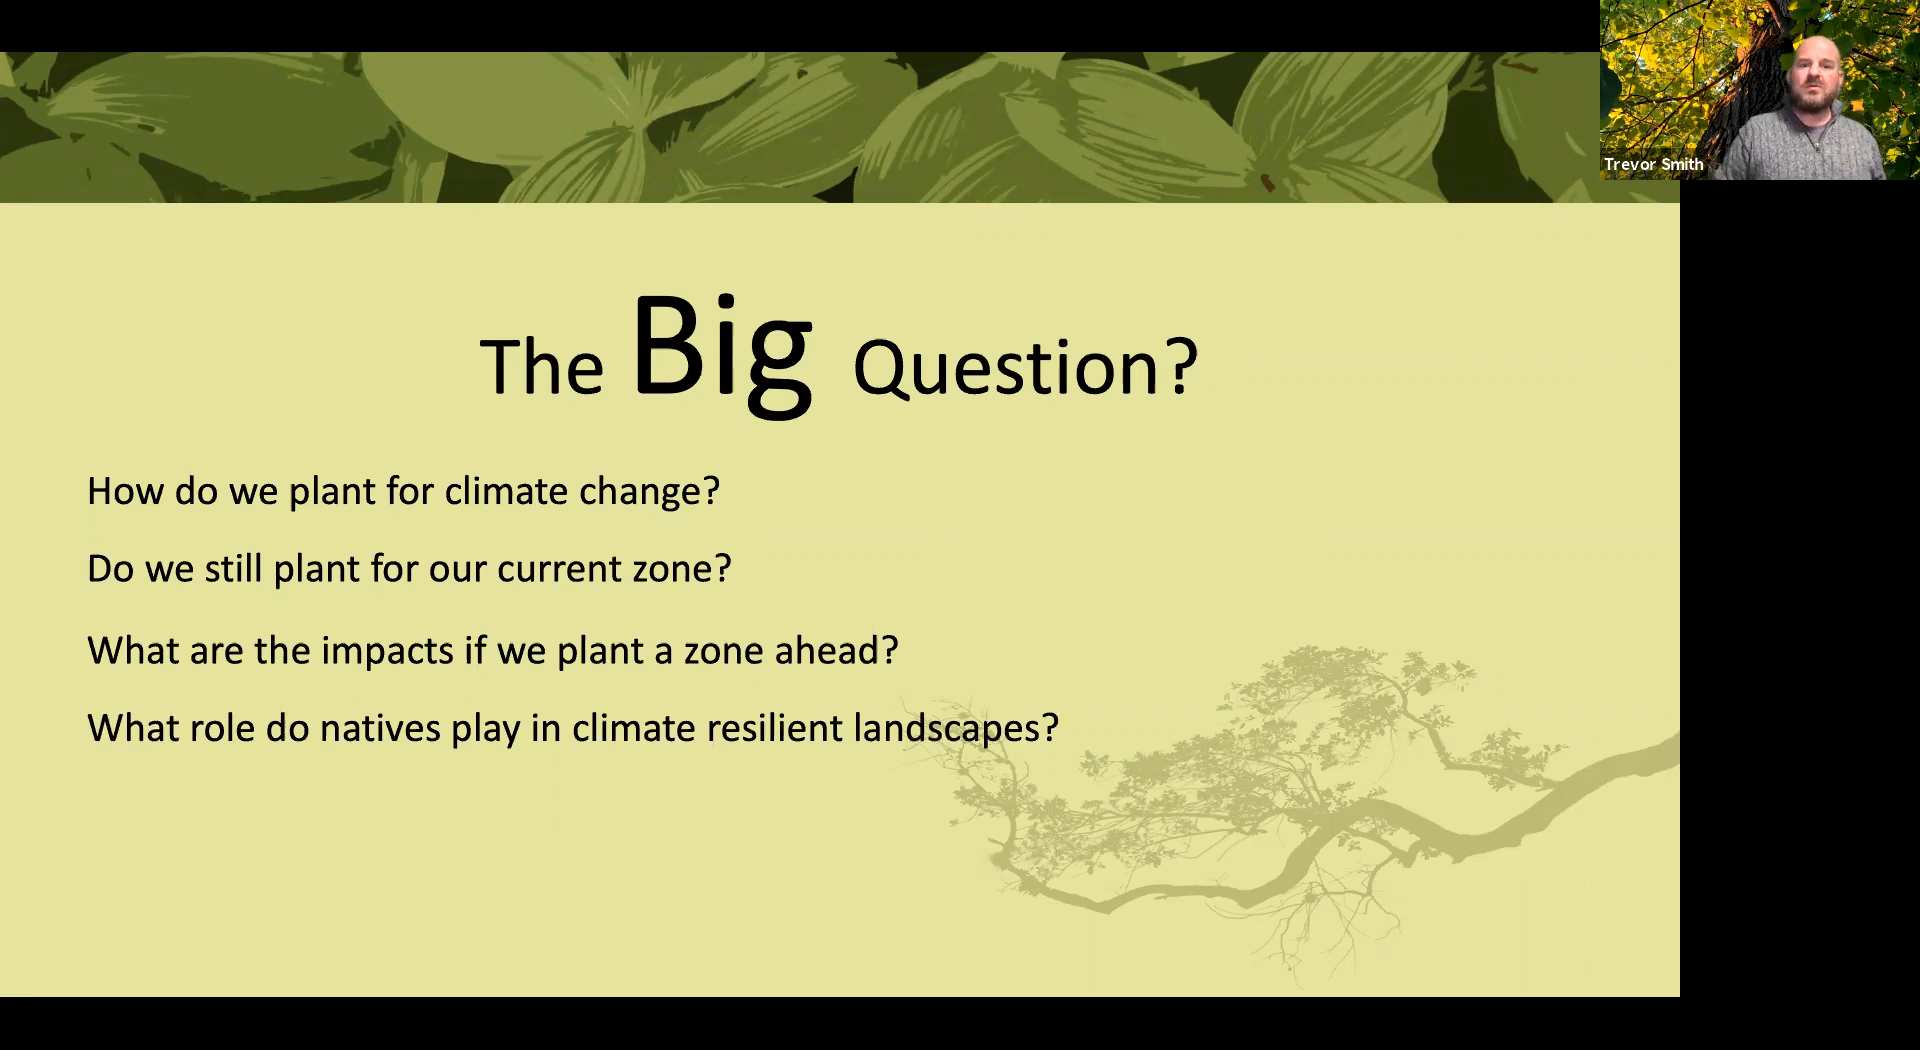 Trevor Smith
The Big Question?
How do we plant for climate change?
Do we still plant for our current zone?
What are the impacts if we plant a zone ahead?
What role do natives play in climate resilient landscapes?